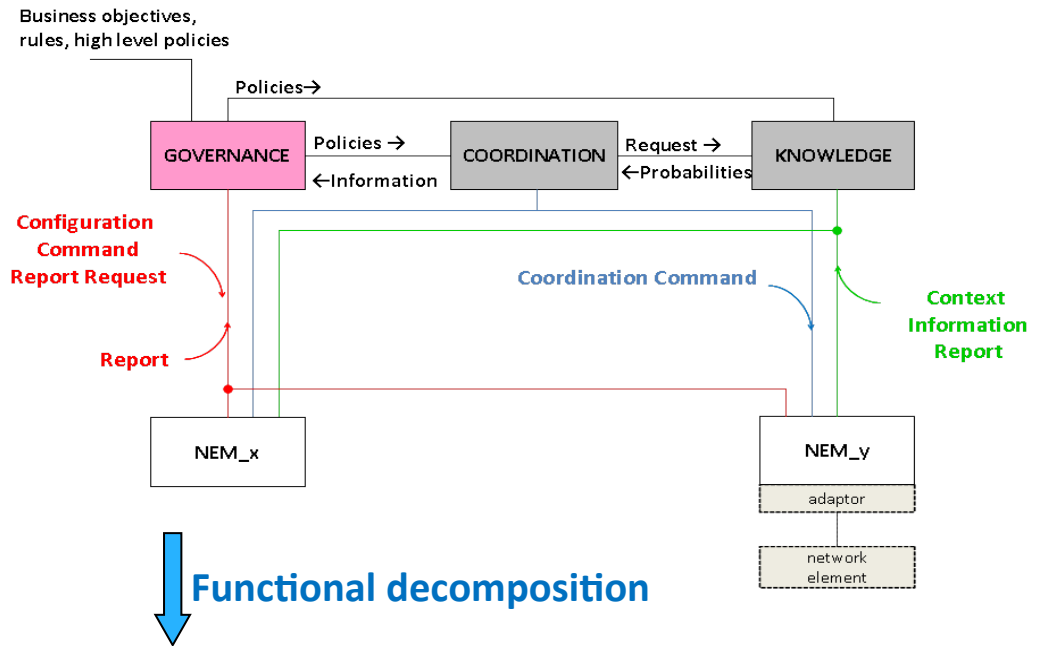 Business objectives,
rules, high level policies
Policies→
GOVERNANCE
Policies →
←Information
COORDINATION
Request →
←Probabilities
KNOWLEDGE
Configuration
Command
Report Request
Coordination Command
Context
Information
Report
Report
NEM_x
NEM_y
adaptor
network
element
Functional decomposition